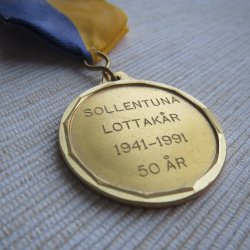 SOLLENTUNA
LOTTAKÅR
1941-1991
50 ÅR